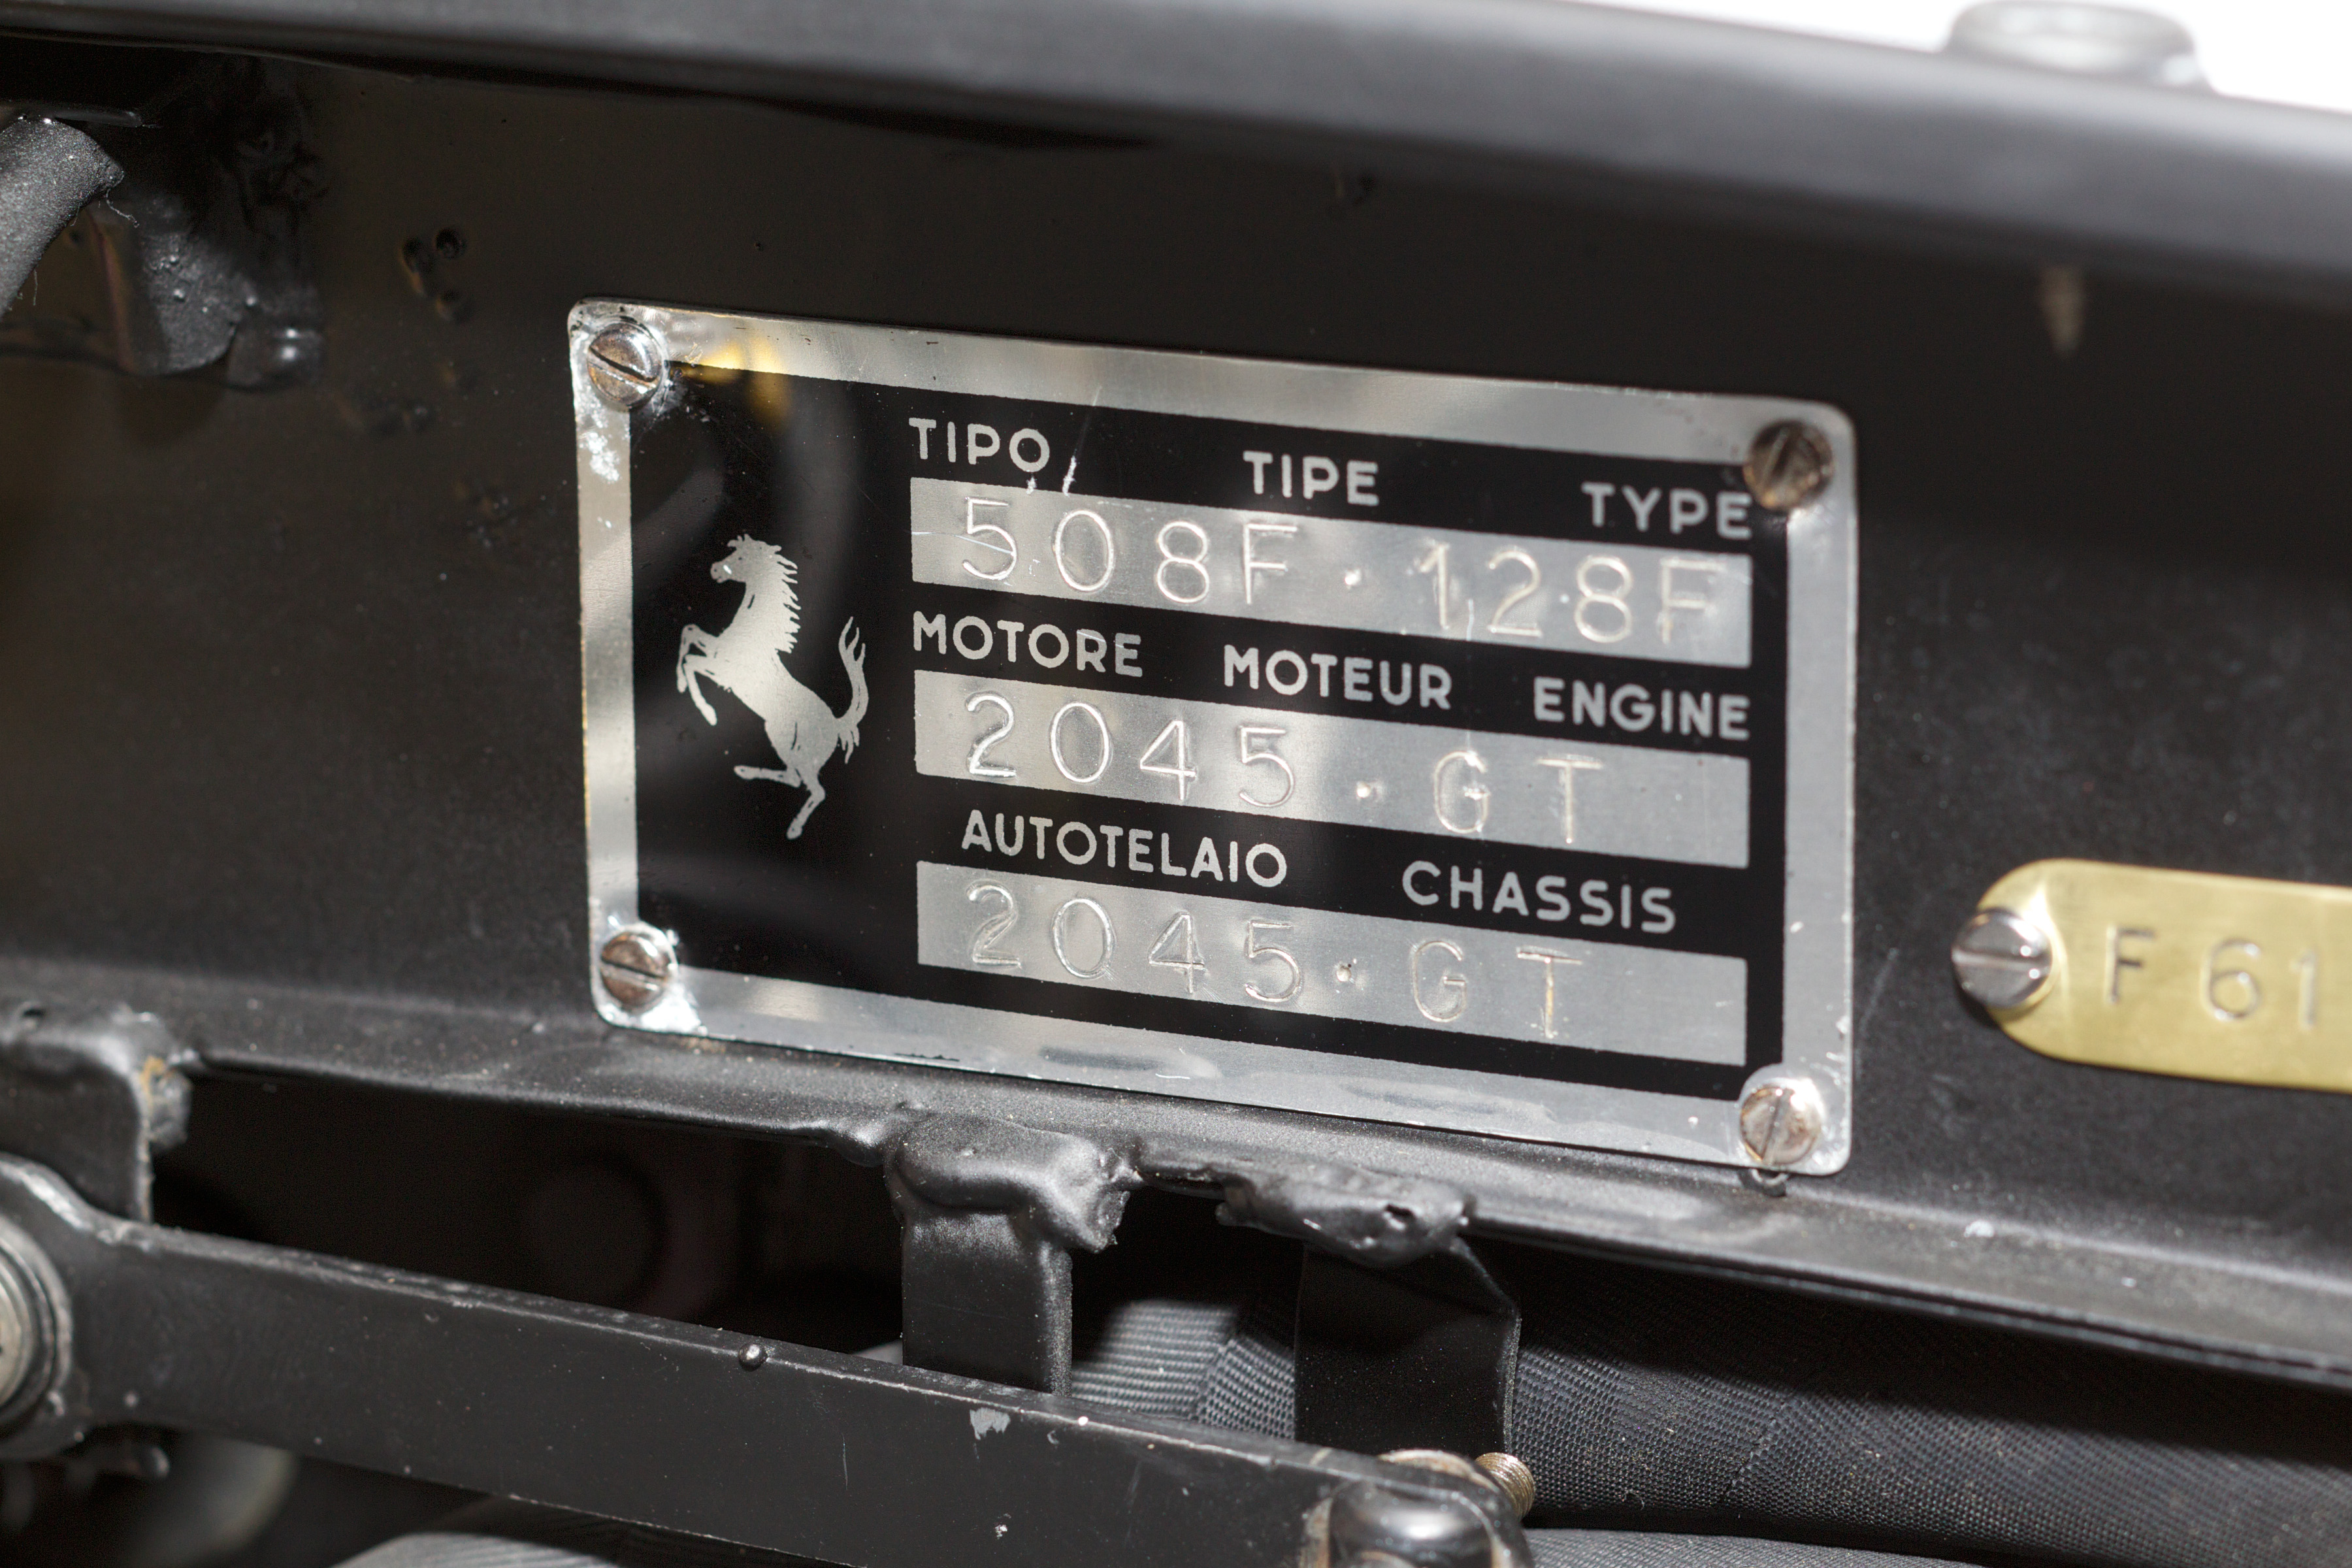 TIPO TIPE TYPE
508F·128F
MOTORE MOTEUR ENGINE
2045·GT
AUTOTELAIO CHASSIS
2045·GT
F 61